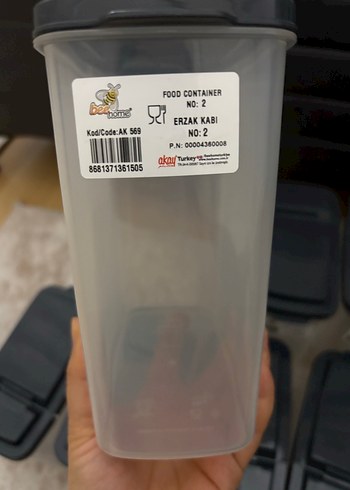 bee
home
FOOD CONTAINER
NO: 2
ERZAK KABI
NO: 2
Kod/Code: AK 569
P.N: 00004360008
8681371361505
akay Turkey